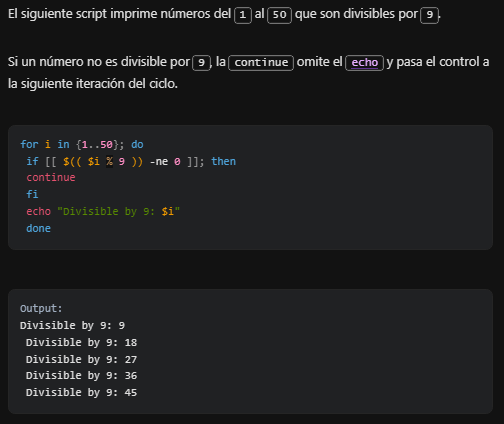 El siguiente script imprime números del 1 al 50 que son divisibles por 9.
Si un número no es divisible por 9, la continue omite el echo y pasa el control a
la siguiente iteración del ciclo.
for i in {1..50}; do
 if [[ $(( $i % 9 )) -ne 0 ]]; then
 continue
 fi
 echo "Divisible by 9: $i"
 done
Output:
Divisible by 9: 9
 Divisible by 9: 18
 Divisible by 9: 27
 Divisible by 9: 36
 Divisible by 9: 45